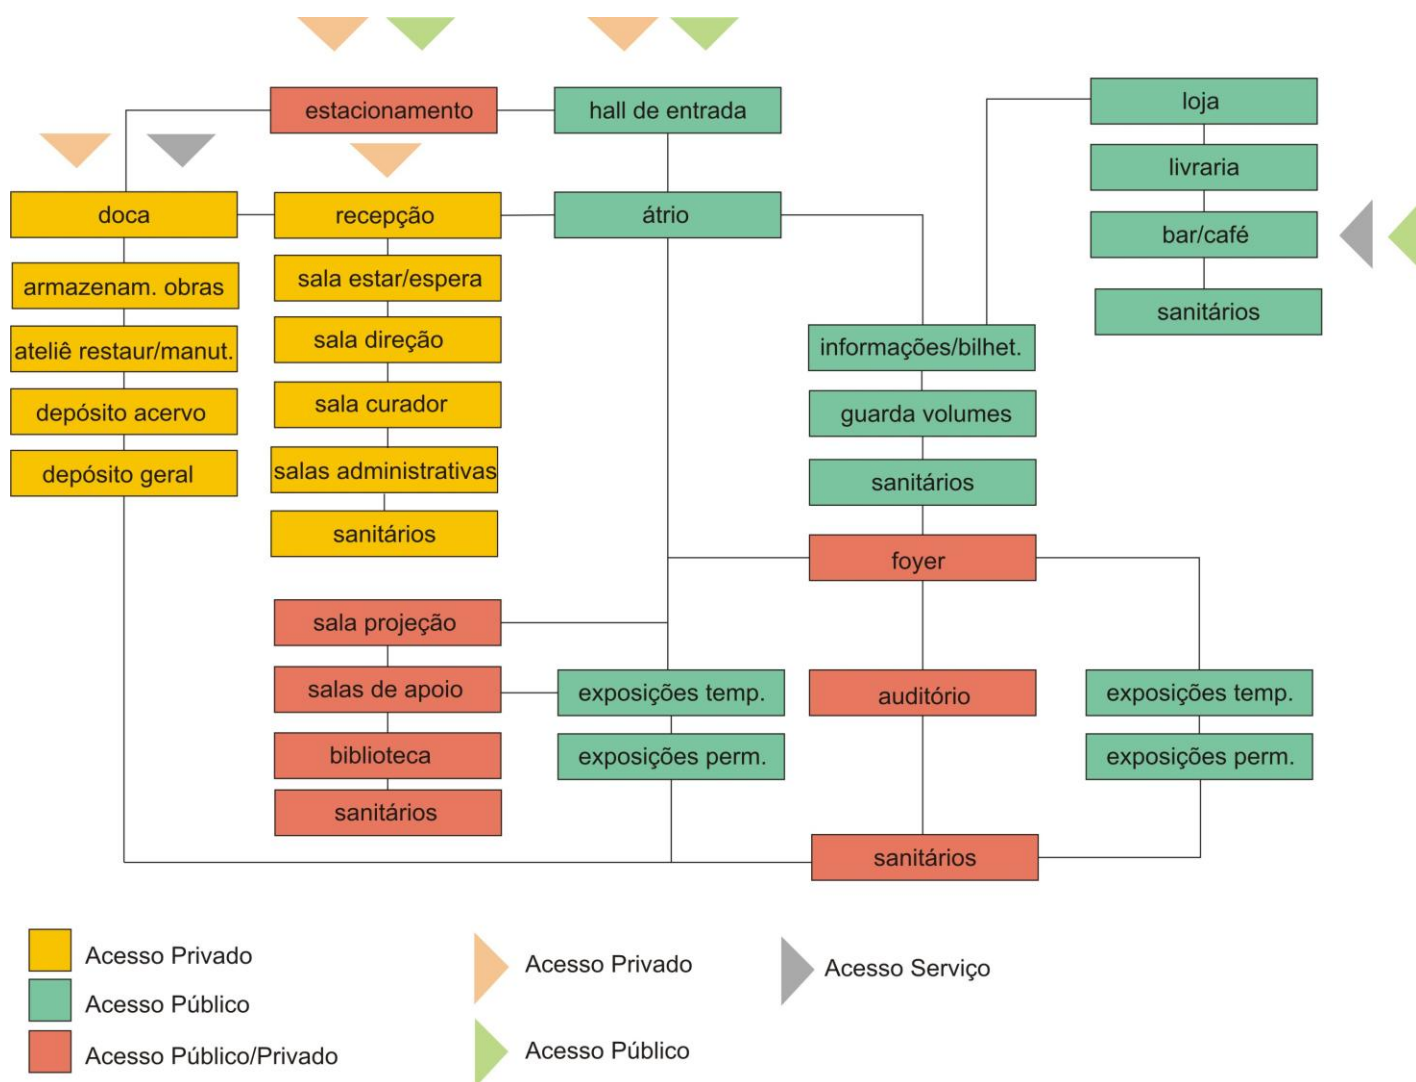 estacionamento
hall de entrada
loja
livraria
doca
recepção
átrio
bar/café
armazenam. obras
sala estar/espera
sanitários
ateliê restaur/manut.
sala direção
informações/bilhet.
depósito acervo
sala curador
guarda volumes
depósito geral
salas administrativas
sanitários
sanitários
foyer
sala projeção
salas de apoio
exposições temp.
auditório
exposições temp.
biblioteca
exposições perm.
exposições perm.
sanitários
sanitários
Acesso Privado
Acesso Privado
Acesso Serviço
Acesso Público
Acesso Público/Privado
Acesso Público